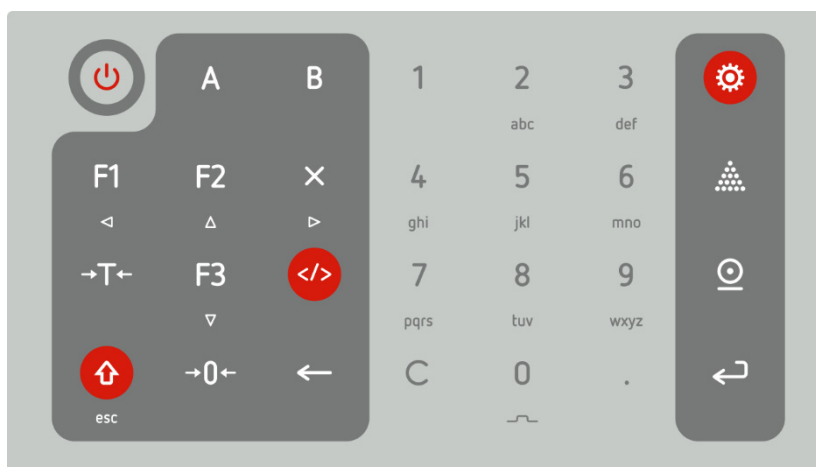 A B 1 2 3
abc def
F1 F2 × 4 5 6
ghi jkl mno
→T← F3 </> 7 8 9
pqrs tuv wxyz
→0← ← C 0 .
esc